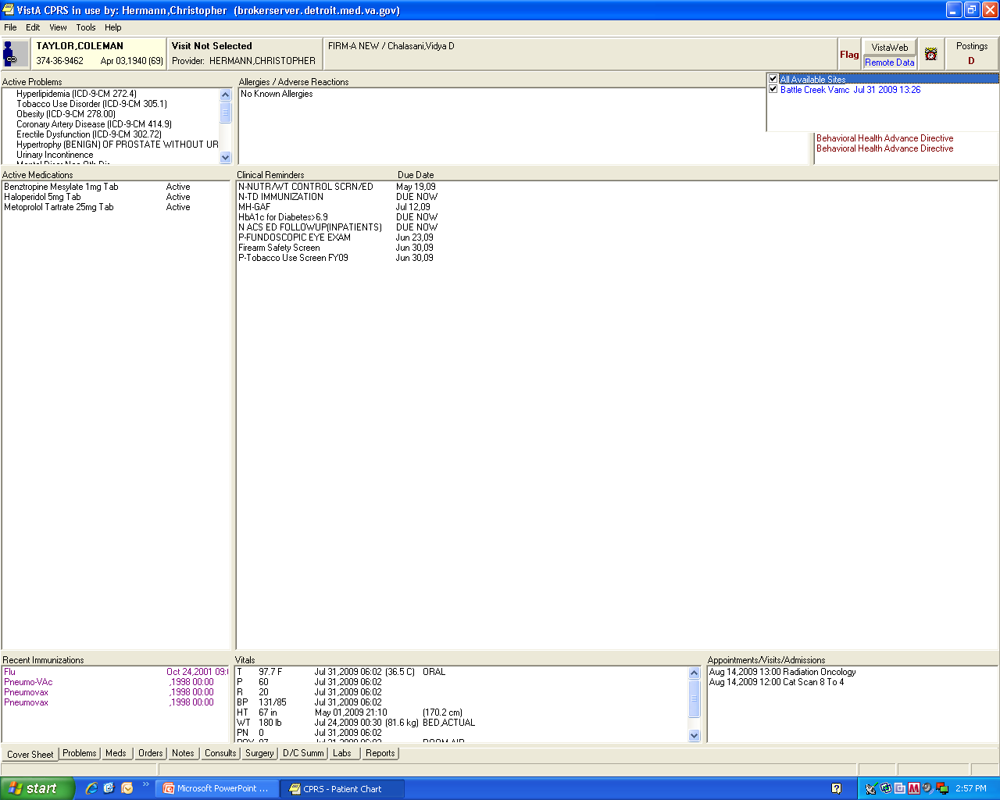 VistA CPRS in use by: Hermann,Christopher (brokerserver.detroit.med.va.gov)
File Edit View Tools Help
TAYLOR,COLEMAN
374-36-9462 Apr 03,1940 (69)
Visit Not Selected
Provider: HERMANN,CHRISTOPHER
FIRM-A NEW / Chalasani,Vidya D
Flag
VistaWeb
Remote Data
Postings
D
All Available Sites
Battle Creek Vamc Jul 31 2009 13:26
Active Problems
Hyperlipidemia (ICD-9-CM 272.4)
Tobacco Use Disorder (ICD-9-CM 305.1)
Obesity (ICD-9-CM 278.00)
Coronary Artery Disease (ICD-9-CM 414.9)
Erectile Dysfunction (ICD-9-CM 302.72)
Hypertrophy (BENIGN) OF PROSTATE WITHOUT UR
Urinary Incontinence
Allergies / Adverse Reactions
No Known Allergies
Behavioral Health Advance Directive
Behavioral Health Advance Directive
Active Medications
Benztropine Mesylate 1mg Tab Active
Haloperidol 5mg Tab Active
Metoprolol Tartrate 25mg Tab Active
Clinical Reminders Due Date
N-NUTR/WT CONTROL SCRN/ED May 19,09
N-TD IMMUNIZATION DUE NOW
MH-GAF Jul 12,09
HbA1c for Diabetes>6.9 DUE NOW
N ACS ED FOLLOWUP(INPATIENTS) DUE NOW
P-FUNDOSCOPIC EYE EXAM Jun 23,09
Firearm Safety Screen Jun 30,09
P-Tobacco Use Screen FY09 Jun 30,09
Recent Immunizations
Flu Oct 24,2001 09:
Pneumo-VAc ,1998 00:00
Pneumovax ,1998 00:00
Pneumovax ,1998 00:00
Vitals
T 97.7 F Jul 31,2009 06:02 (36.5 C) ORAL
P 60 Jul 31,2009 06:02
R 20 Jul 31,2009 06:02
BP 131/85 Jul 31,2009 06:02
HT 67 in May 01,2009 21:10 (170.2 cm)
WT 180 lb Jul 24,2009 00:30 (81.6 kg) BED,ACTUAL
PN 0 Jul 31,2009 06:02
Appointments/Visits/Admissions
Aug 14,2009 13:00 Radiation Oncology
Aug 14,2009 12:00 Cat Scan 8 To 4
Cover Sheet Problems Meds Orders Notes Consults Surgery D/C Summ Labs Reports
start
Microsoft PowerPoint ...
CPRS - Patient Chart
2:57 PM